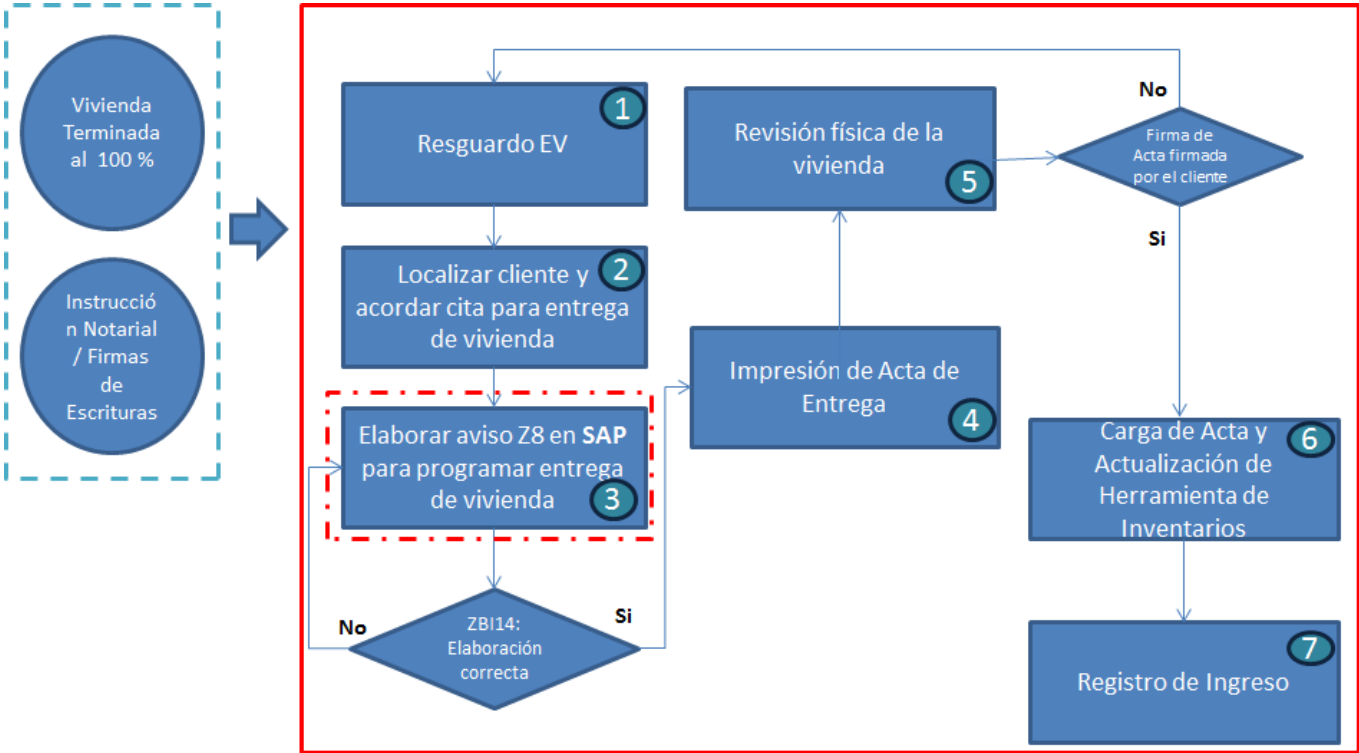 Vivienda
Terminada
al 100 %
Instrucció
n Notarial
/ Firmas
de
Escrituras
1
Resguardo EV
2
Localizar cliente y
acordar cita para entrega
de vivienda
Elaborar aviso Z8 en SAP
para programar entrega
de vivienda
3
ZBI14:
Elaboración
correcta
No
Si
Impresión de Acta de
Entrega
4
Revisión física de la
vivienda
5
No
Firma de
Acta firmada
por el cliente
Si
6
Carga de Acta y
Actualización de
Herramienta de
Inventarios
7
Registro de Ingreso